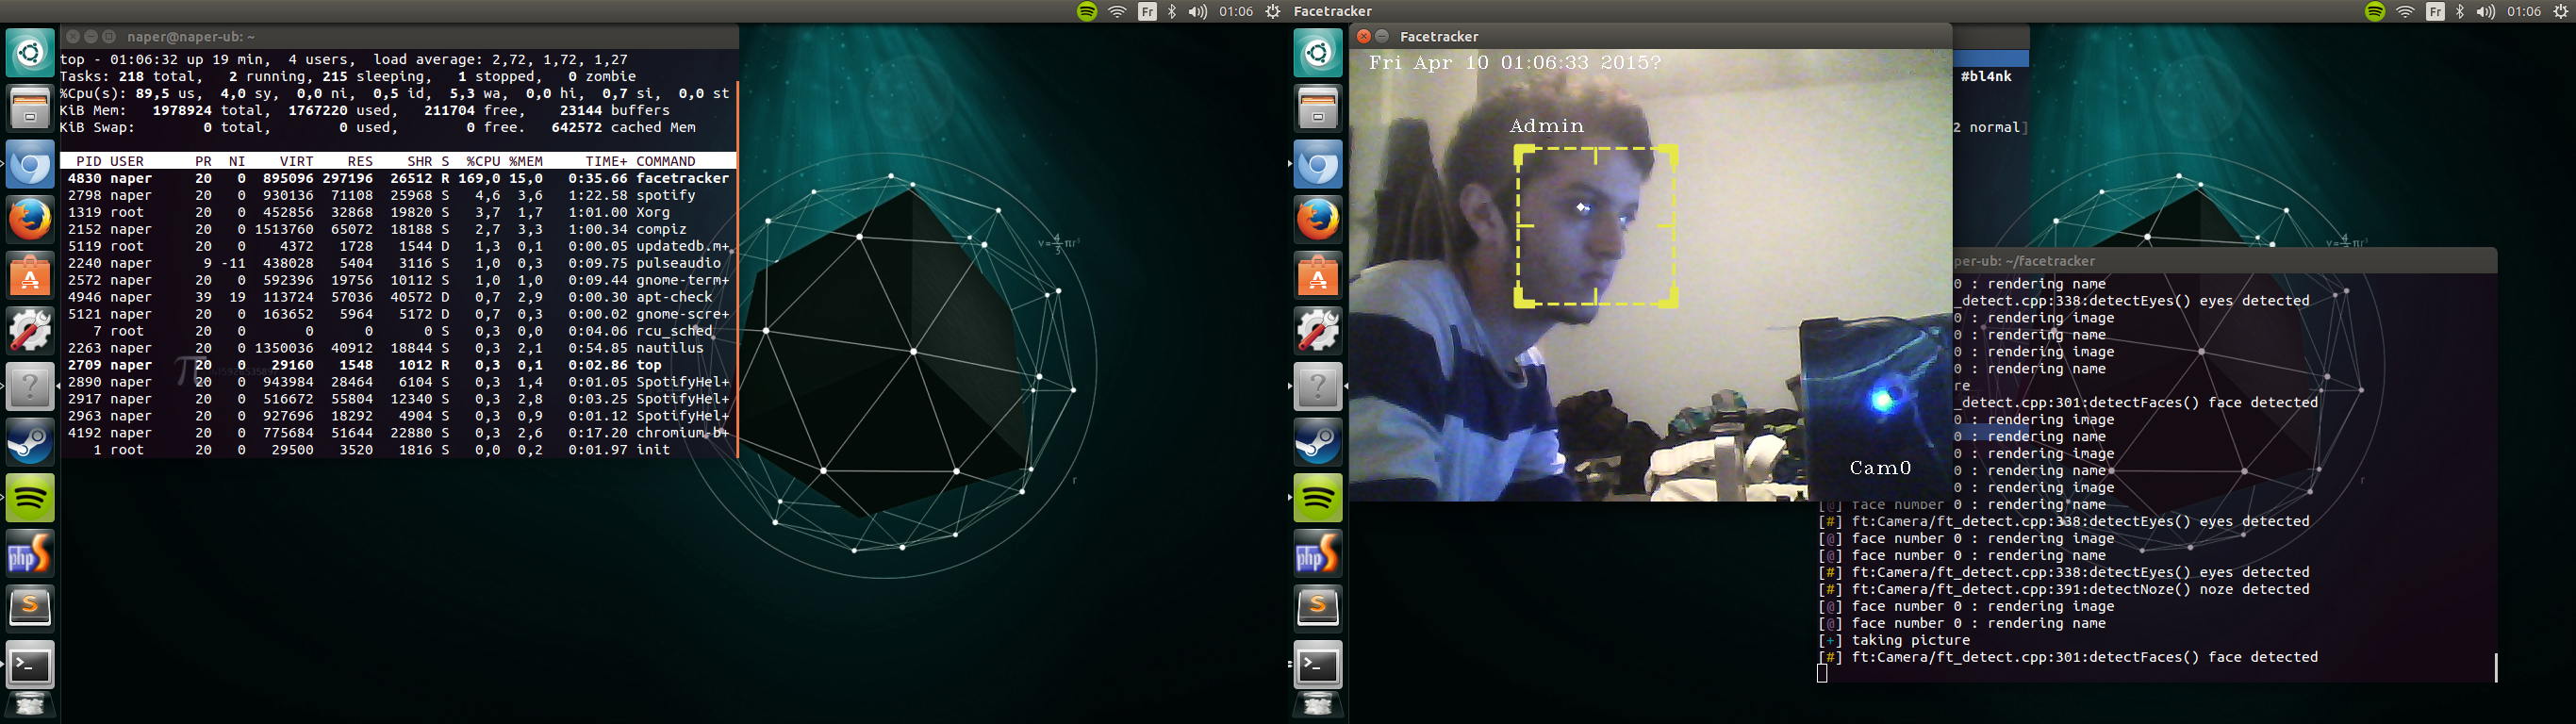 Fr 01:06 Facetracker
Fr 01:06
naper@naper-ub: ~
top - 01:06:32 up 19 min,  4 users,  load average: 2,72, 1,72, 1,27
Tasks: 218 total,   2 running, 215 sleeping,   1 stopped,   0 zombie
%Cpu(s): 89,5 us,  4,0 sy,  0,0 ni,  0,5 id,  5,3 wa,  0,0 hi,  0,7 si,  0,0 st
KiB Mem:   1978924 total,  1767220 used,   211704 free,    23144 buffers
KiB Swap:        0 total,        0 used,        0 free.   642572 cached Mem
PID USER      PR  NI    VIRT    RES    SHR S  %CPU %MEM     TIME+ COMMAND
4830 naper     20   0  895096 297196  26512 R 169,0 15,0   0:35.66 facetracker
2798 naper     20   0  930136  71108  25968 S   4,6  3,6   1:22.58 spotify
1319 root      20   0  452856  32868  19820 S   3,7  1,7   1:01.00 Xorg
2152 naper     20   0 1513760  65072  18188 S   2,7  3,3   1:00.34 compiz
5119 root      20   0    4372   1728   1544 D   1,3  0,1   0:00.05 updatedb.m+
2240 naper      9 -11  438028   5404   3116 S   1,0  0,3   0:09.75 pulseaudio
2572 naper     20   0  592396  19756  10112 S   1,0  1,0   0:09.44 gnome-term+
4946 naper     39  19  113724  57036  40572 D   0,7  2,9   0:00.30 apt-check
5121 naper     20   0  163652   5964   5172 D   0,7  0,3   0:00.02 gnome-scre+
7 root      20   0       0      0      0 S   0,3  0,0   0:04.06 rcu_sched
2263 naper     20   0 1350036  40912  18844 S   0,3  2,1   0:54.85 nautilus
2709 naper     20   0   29160   1548   1012 R   0,3  0,1   0:02.86 top
2890 naper     20   0  943984  28464   6104 S   0,3  1,4   0:01.05 SpotifyHel+
2917 naper     20   0  516672  55804  12340 S   0,3  2,8   0:03.25 SpotifyHel+
2963 naper     20   0  927696  18292   4904 S   0,3  0,9   0:01.12 SpotifyHel+
4192 naper     20   0  775684  51644  22880 S   0,3  2,6   0:17.20 chromium-b+
1 root      20   0   29500   3520   1816 S   0,0  0,2   0:01.97 init
π
v=4/3πr³
r
php S
S
>_
Facetracker
Fri Apr 10 01:06:33 2015?
Admin
Cam0
#bl4nk
2 normal]
v=4/3πr³
r
php S
S
>_
per-ub: ~/facetracker
0 : rendering name
_detect.cpp:338:detectEyes() eyes detected
0 : rendering image
0 : rendering name
0 : rendering image
0 : rendering name
re
_detect.cpp:301:detectFaces() face detected
0 : rendering image
0 : rendering name
0 : rendering image
0 : rendering name
0 : rendering image
[@] face number 0 : rendering name
[#] ft:Camera/ft_detect.cpp:338:detectEyes() eyes detected
[@] face number 0 : rendering image
[@] face number 0 : rendering name
[#] ft:Camera/ft_detect.cpp:338:detectEyes() eyes detected
[#] ft:Camera/ft_detect.cpp:391:detectNoze() noze detected
[@] face number 0 : rendering image
[@] face number 0 : rendering name
[+] taking picture
[#] ft:Camera/ft_detect.cpp:301:detectFaces() face detected